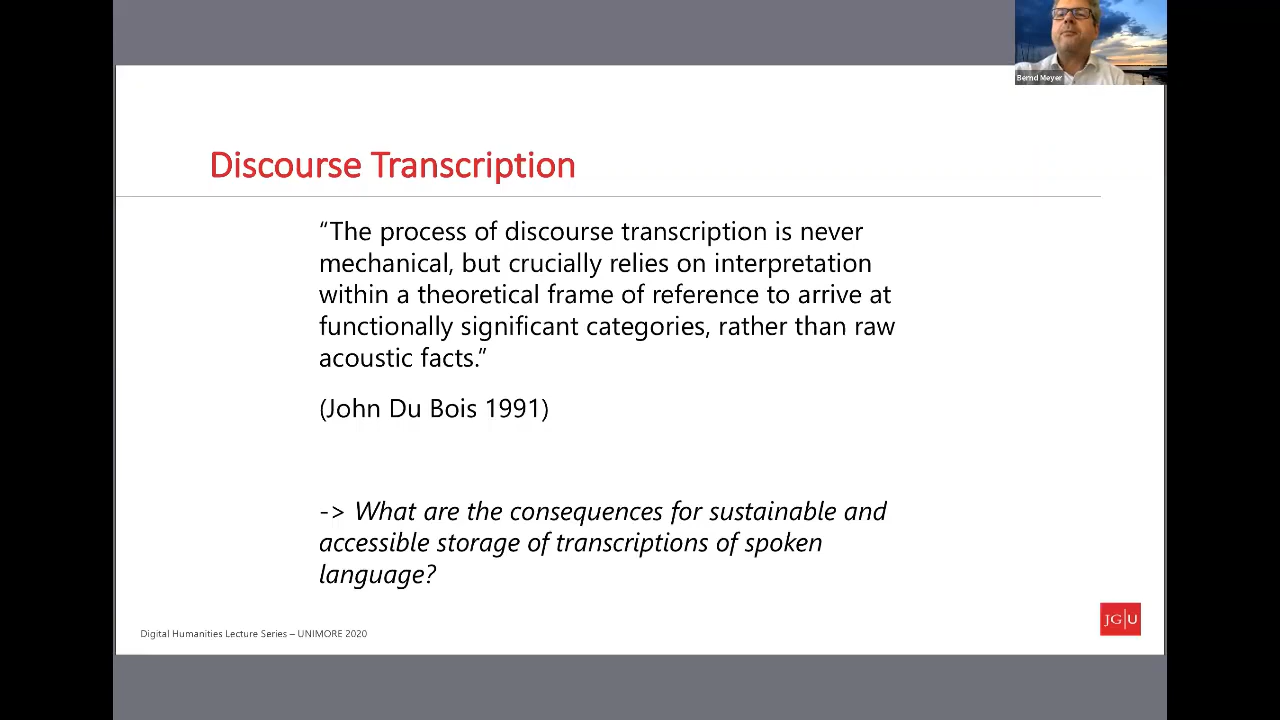 Bernd Meyer
Discourse Transcription
“The process of discourse transcription is never
mechanical, but crucially relies on interpretation
within a theoretical frame of reference to arrive at
functionally significant categories, rather than raw
acoustic facts.”
(John Du Bois 1991)
-> What are the consequences for sustainable and
accessible storage of transcriptions of spoken
language?
Digital Humanities Lecture Series – UNIMORE 2020
JG|U